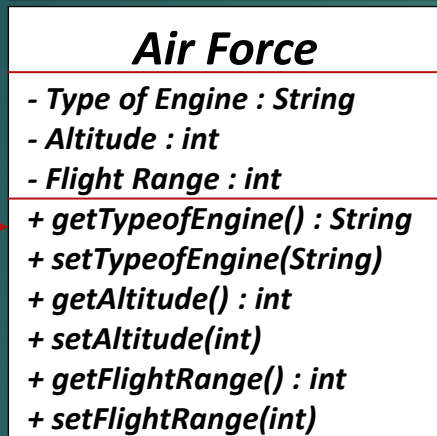 Air Force
- Type of Engine : String
- Altitude : int
- Flight Range : int
+ getTypeofEngine() : String
+ setTypeofEngine(String)
+ getAltitude() : int
+ setAltitude(int)
+ getFlightRange() : int
+ setFlightRange(int)